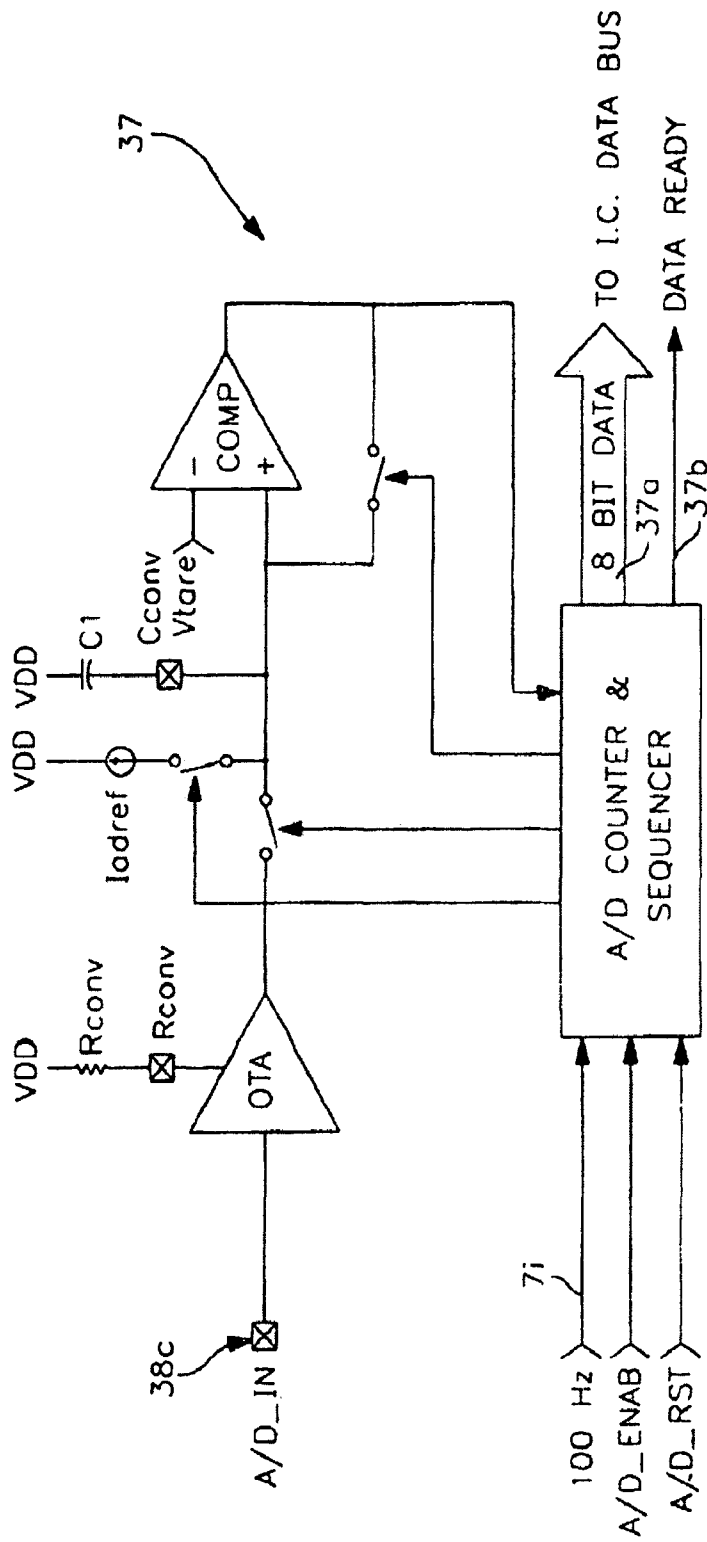 37
VDD
Rconv
Rconv
VDD
Iadref
VDD
C1
Cconv
Vtare
38c
A/D_IN
OTA
−
COMP
+
7i
100 Hz
A/D_ENAB
A/D_RST
A/D COUNTER &
SEQUENCER
8 BIT DATA
TO I.C. DATA BUS
37a
DATA READY
37b